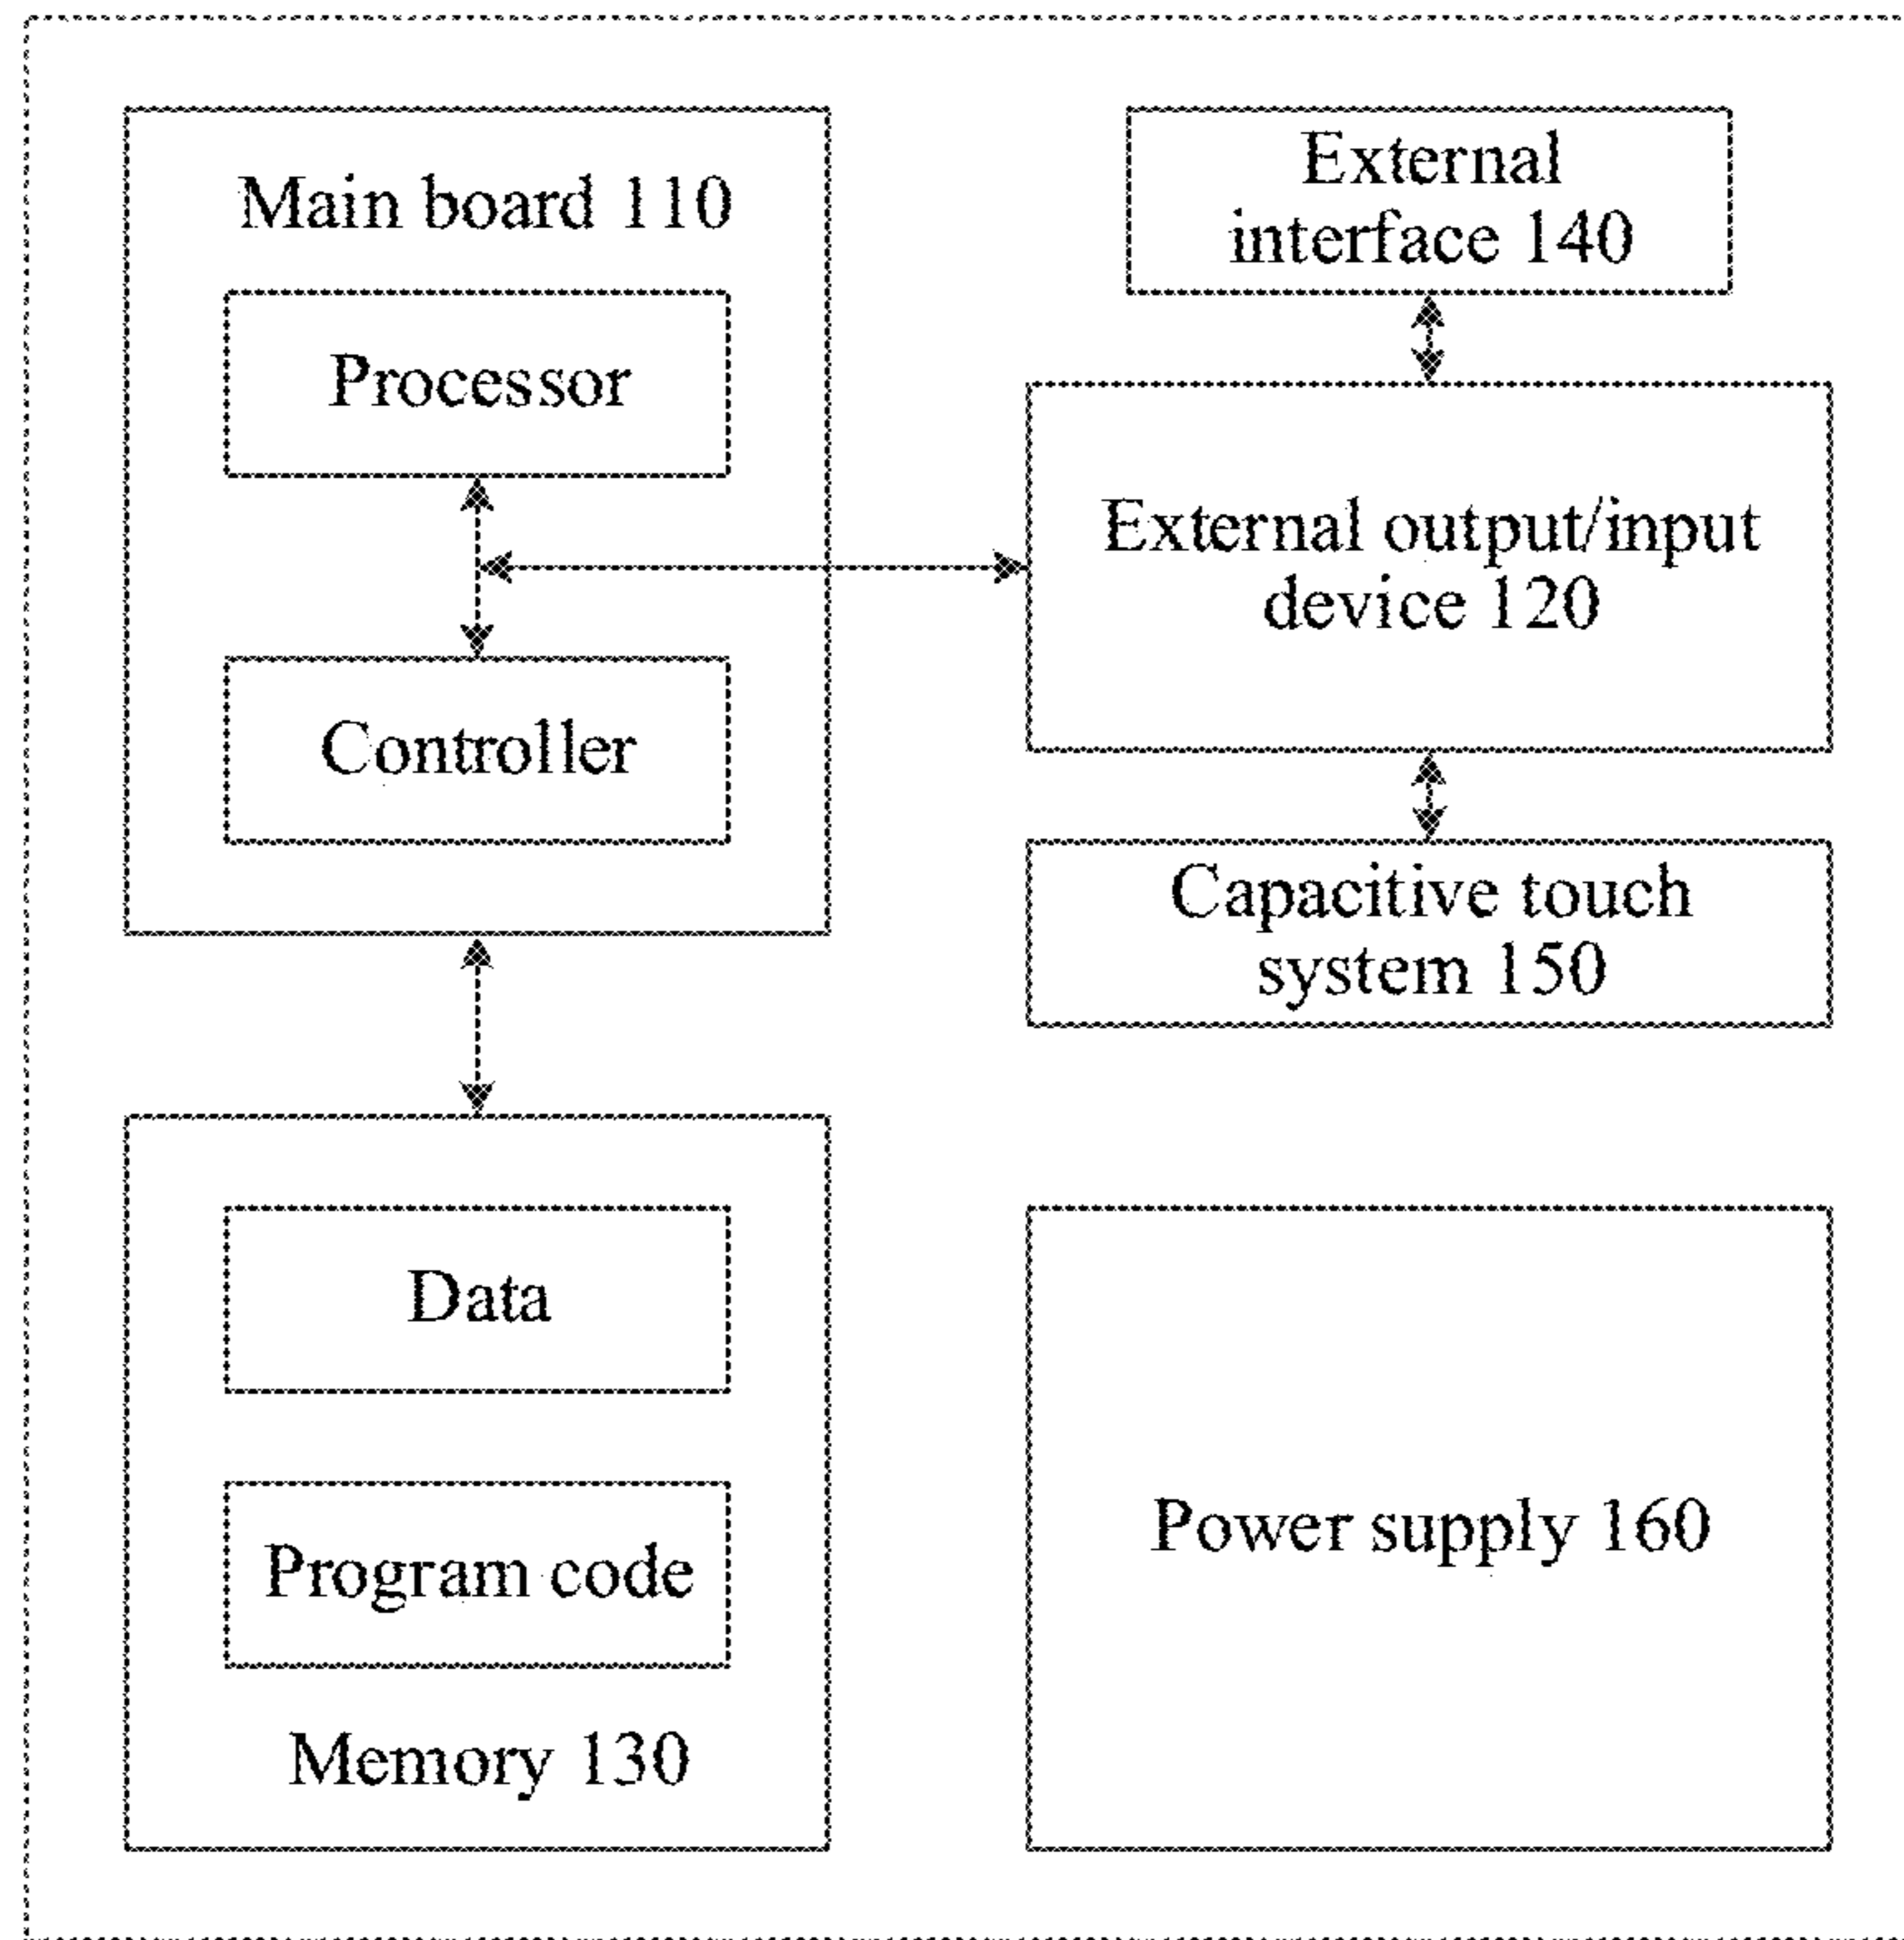 Main board 110
Processor
Controller
External
interface 140
External output/input
device 120
Capacitive touch
system 150
Data
Program code
Memory 130
Power supply 160